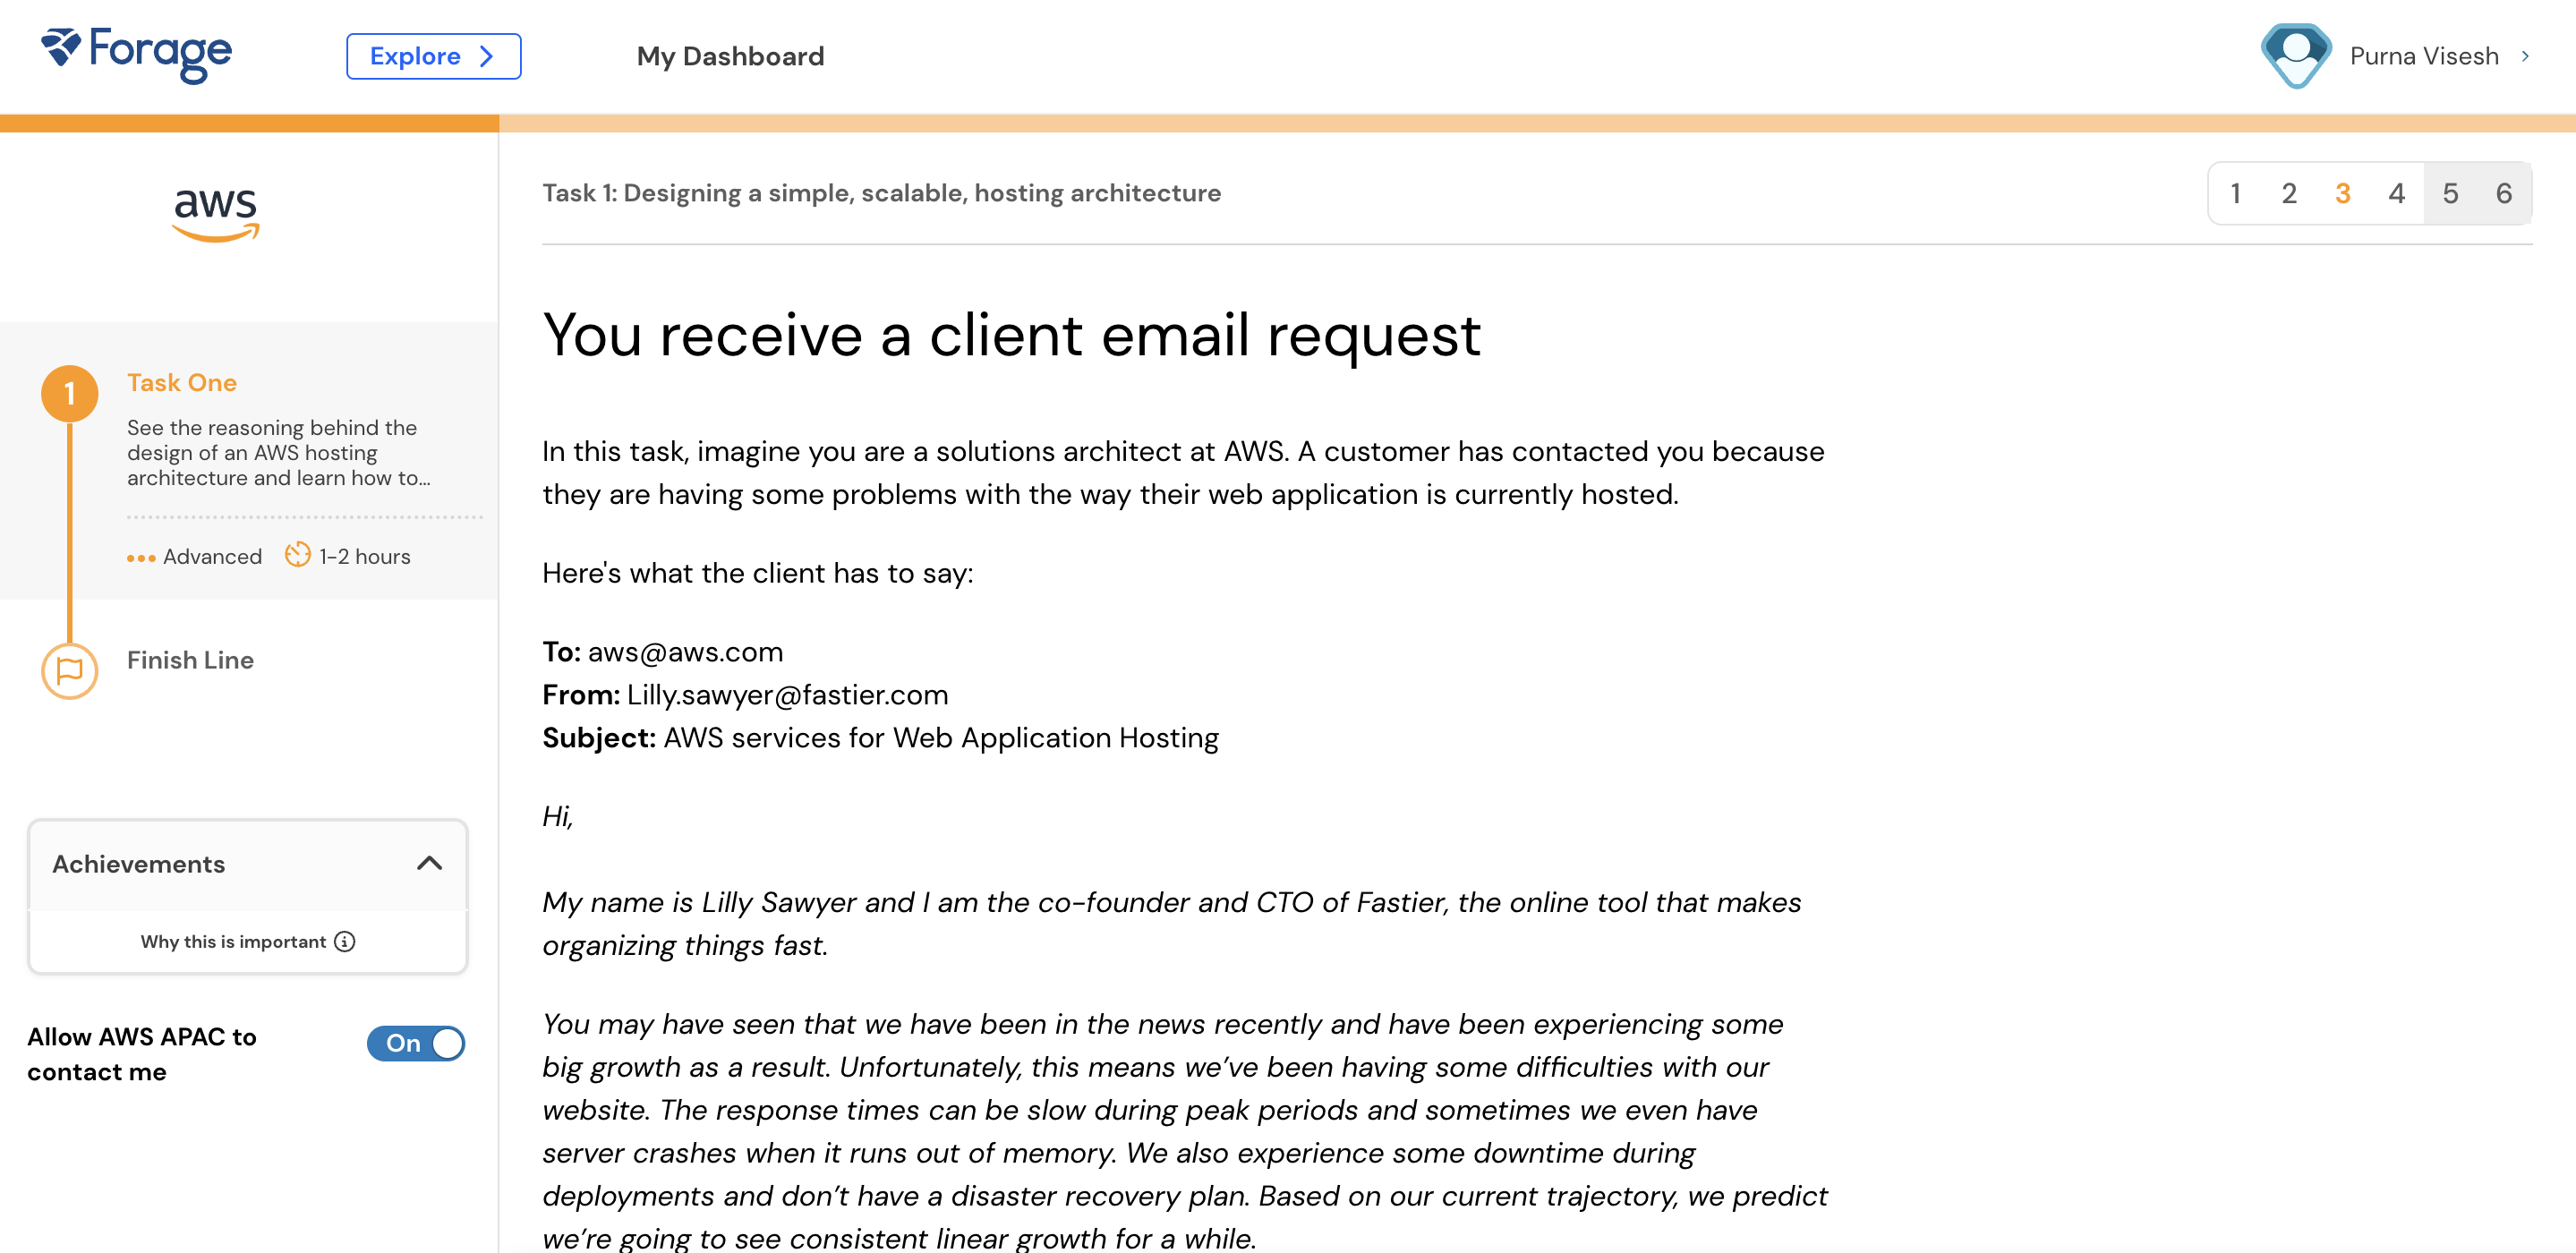 Forage
Explore
My Dashboard
Purna Visesh
aws
Task 1: Designing a simple, scalable, hosting architecture
1 2 3 4 5 6
1
Task One
See the reasoning behind the
design of an AWS hosting
architecture and learn how to...
Advanced
1-2 hours
Finish Line
Achievements
Why this is important
Allow AWS APAC to
contact me
On
You receive a client email request
In this task, imagine you are a solutions architect at AWS. A customer has contacted you because
they are having some problems with the way their web application is currently hosted.
Here's what the client has to say:
To: aws@aws.com
From: Lilly.sawyer@fastier.com
Subject: AWS services for Web Application Hosting
Hi,
My name is Lilly Sawyer and I am the co-founder and CTO of Fastier, the online tool that makes
organizing things fast.
You may have seen that we have been in the news recently and have been experiencing some
big growth as a result. Unfortunately, this means we’ve been having some difficulties with our
website. The response times can be slow during peak periods and sometimes we even have
server crashes when it runs out of memory. We also experience some downtime during
deployments and don’t have a disaster recovery plan. Based on our current trajectory, we predict
we’re going to see consistent linear growth for a while.